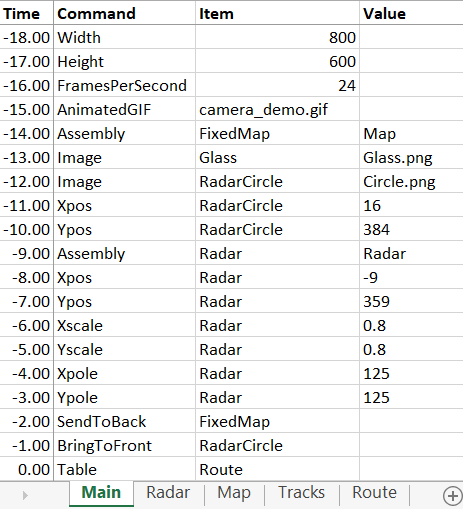 Time Command Item Value
-18.00 Width 800
-17.00 Height 600
-16.00 FramesPerSecond 24
-15.00 AnimatedGIF camera_demo.gif
-14.00 Assembly FixedMap Map
-13.00 Image Glass Glass.png
-12.00 Image RadarCircle Circle.png
-11.00 Xpos RadarCircle 16
-10.00 Ypos RadarCircle 384
-9.00 Assembly Radar Radar
-8.00 Xpos Radar -9
-7.00 Ypos Radar 359
-6.00 Xscale Radar 0.8
-5.00 Yscale Radar 0.8
-4.00 Xpole Radar 125
-3.00 Ypole Radar 125
-2.00 SendToBack FixedMap
-1.00 BringToFront RadarCircle
0.00 Table Route
Main Radar Map Tracks Route